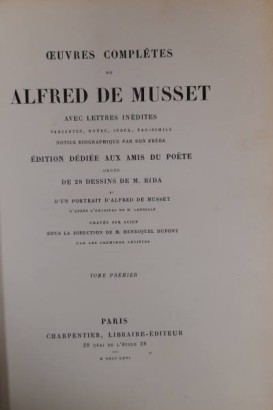 ŒUVRES COMPLÈTES
DE
ALFRED DE MUSSET
AVEC LETTRES INÉDITES
VARIANTES, NOTES, INDEX, FAC-SIMILE
NOTICE BIOGRAPHIQUE PAR SON FRÈRE
ÉDITION DÉDIÉE AUX AMIS DU POËTE
ORNÉE
DE 28 DESSINS DE M. BIDA
ET
D'UN PORTRAIT D'ALFRED DE MUSSET
D'APRÈS L'ORIGINAL DE M. LANDELLE
GRAVÉS SUR ACIER
SOUS LA DIRECTION DE M. HENRIQUEL DUPONT
PAR LES PREMIERS ARTISTES
TOME PREMIER
PARIS
CHARPENTIER, LIBRAIRE-ÉDITEUR
28 QUAI DE L'ÉCOLE 28
M DCCC LXVI